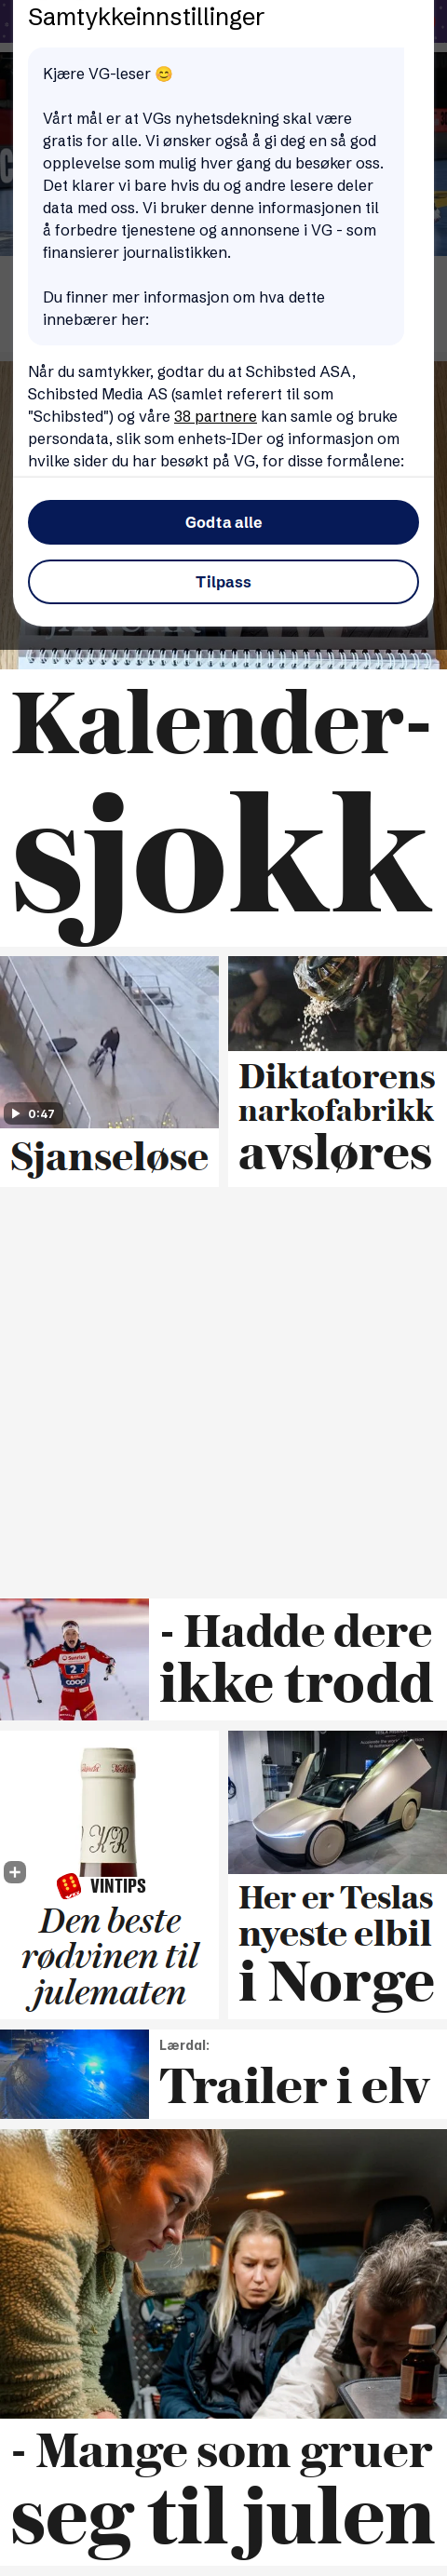 Samtykkeinnstillinger
Kjære VG-leser 😊
Vårt mål er at VGs nyhetsdekning skal være
gratis for alle. Vi ønsker også å gi deg en så god
opplevelse som mulig hver gang du besøker oss.
Det klarer vi bare hvis du og andre lesere deler
data med oss. Vi bruker denne informasjonen til
å forbedre tjenestene og annonsene i VG - som
finansierer journalistikken.
Du finner mer informasjon om hva dette
innebærer her:
Når du samtykker, godtar du at Schibsted ASA,
Schibsted Media AS (samlet referert til som
"Schibsted") og våre 38 partnere kan samle og bruke
persondata, slik som enhets-IDer og informasjon om
hvilke sider du har besøkt på VG, for disse formålene:
Godta alle
Tilpass
Kalender-
sjokk
0:47
Sjanseløse
Diktatorens
narkofabrikk
avsløres
2
coop
- Hadde dere
ikke trodd
VINTIPS
Den beste
rødvinen til
julematen
Her er Teslas
nyeste elbil
i Norge
Lærdal:
Trailer i elv
- Mange som gruer
seg til julen